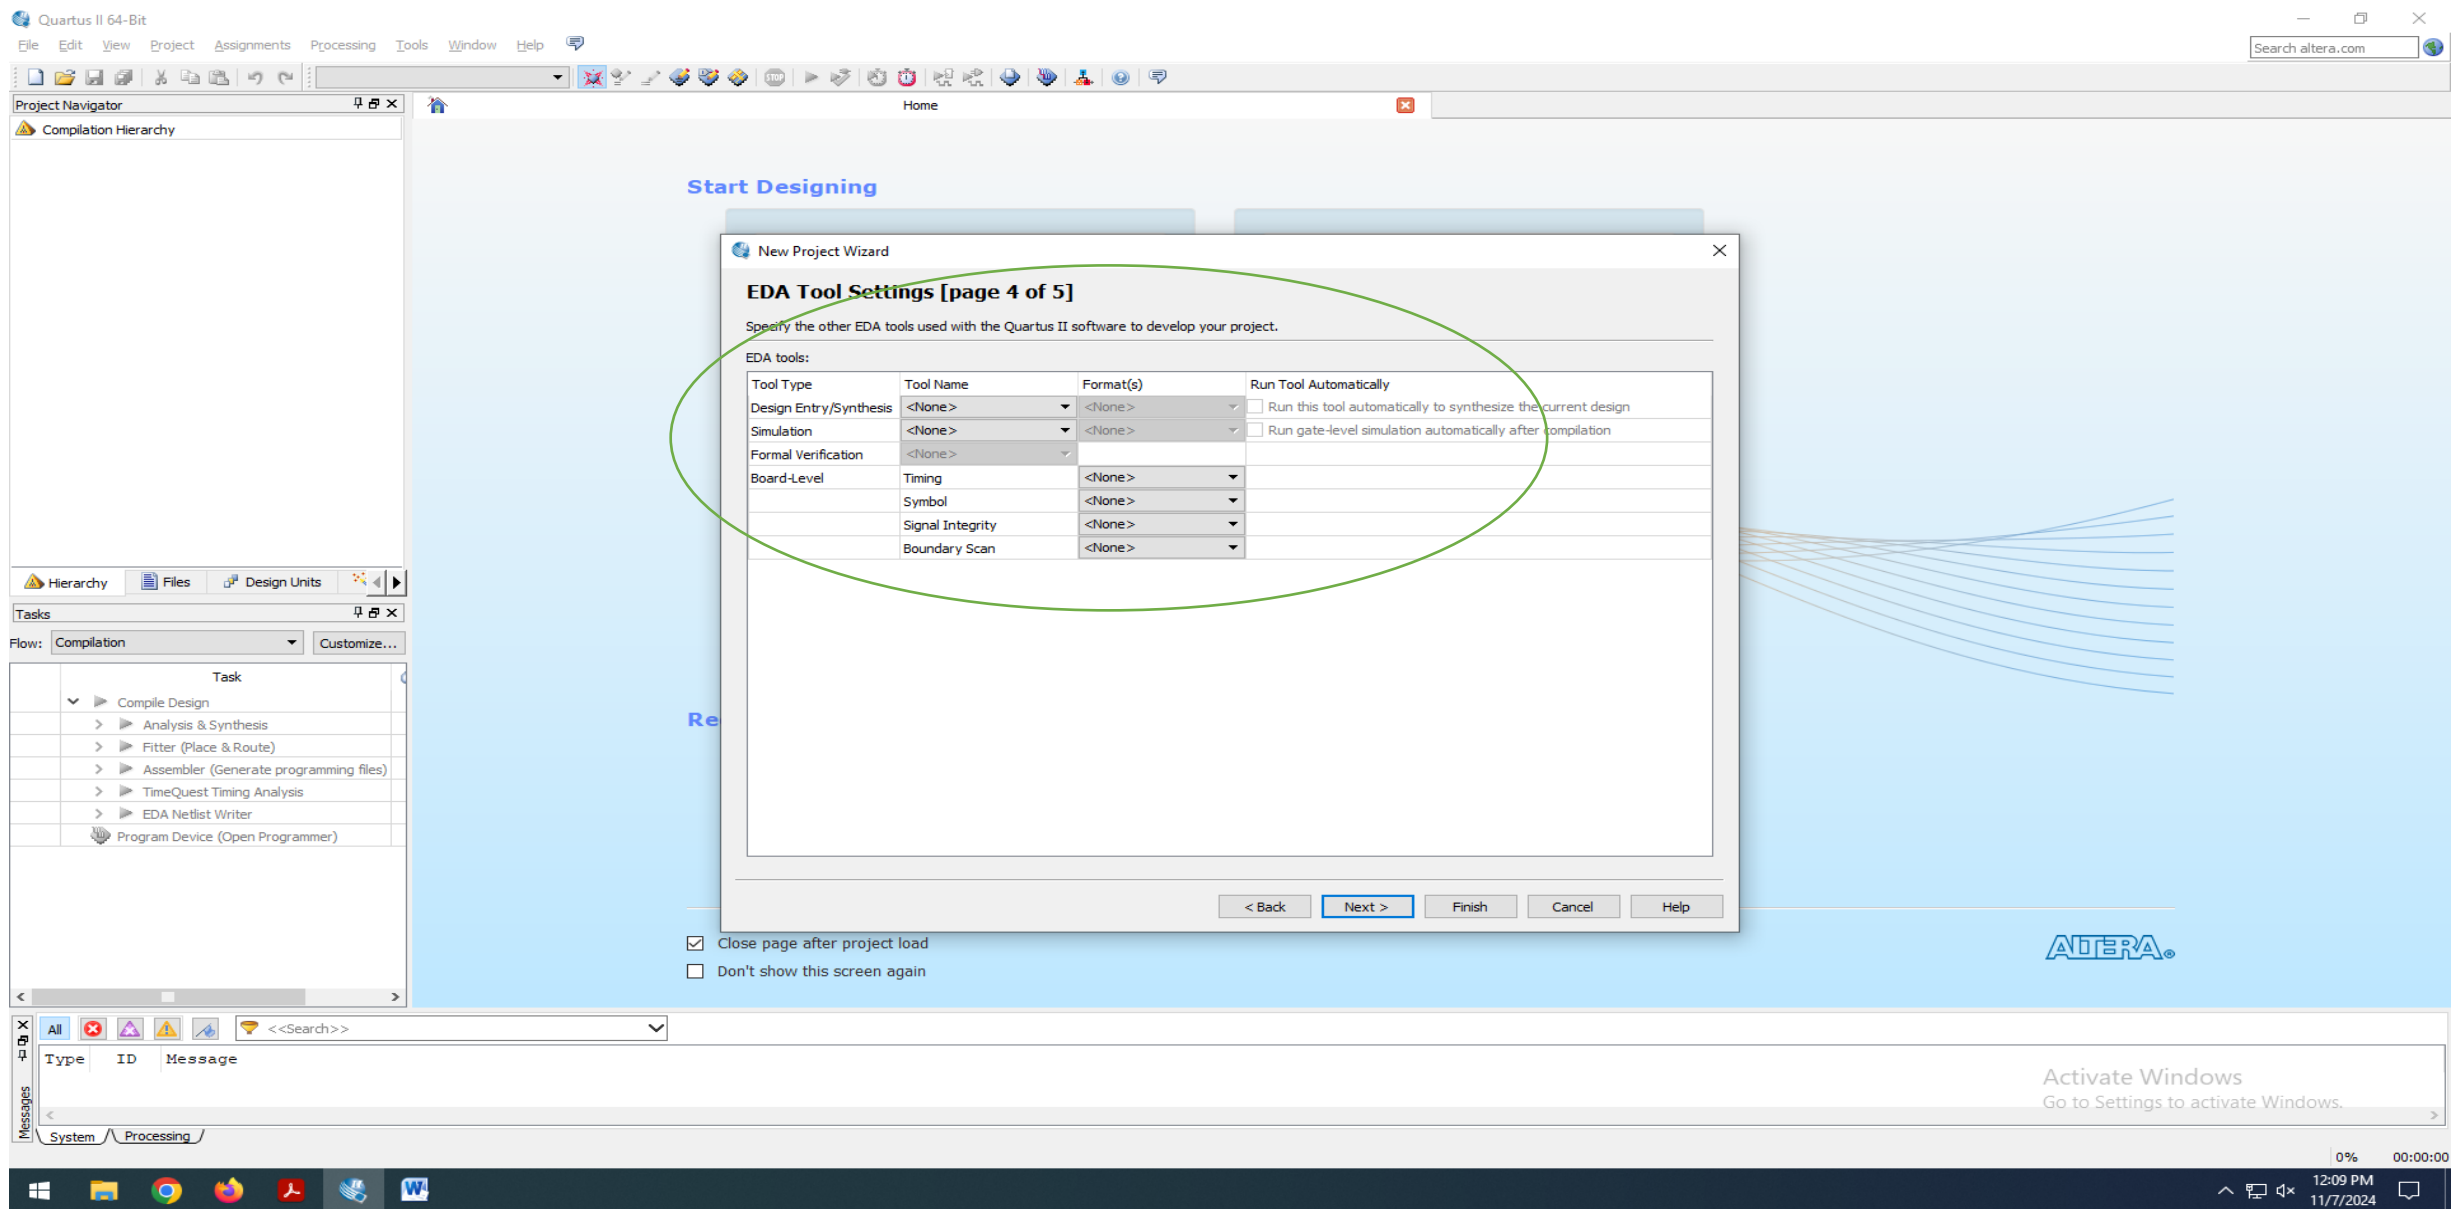 Quartus II 64-Bit
File Edit View Project Assignments Processing Tools Window Help
Search altera.com
STOP
Project Navigator
Home
Compilation Hierarchy
Start Designing
New Project Wizard
EDA Tool Settings [page 4 of 5]
Specify the other EDA tools used with the Quartus II software to develop your project.
EDA tools:
Tool Type Tool Name Format(s) Run Tool Automatically
Design Entry/Synthesis <None> <None> Run this tool automatically to synthesize the current design
Simulation <None> <None> Run gate-level simulation automatically after compilation
Formal Verification <None>
Board-Level Timing <None>
Symbol <None>
Signal Integrity <None>
Boundary Scan <None>
Hierarchy Files Design Units
Tasks
Flow: Compilation Customize...
Task
Compile Design
Analysis & Synthesis
Fitter (Place & Route)
Assembler (Generate programming files)
TimeQuest Timing Analysis
EDA Netlist Writer
Program Device (Open Programmer)
Re
< Back Next > Finish Cancel Help
Close page after project load
Don't show this screen again
ALTERA®
All <<Search>>
Type ID Message
Messages
System Processing
Activate Windows
Go to Settings to activate Windows.
0% 00:00:00
12:09 PM
11/7/2024